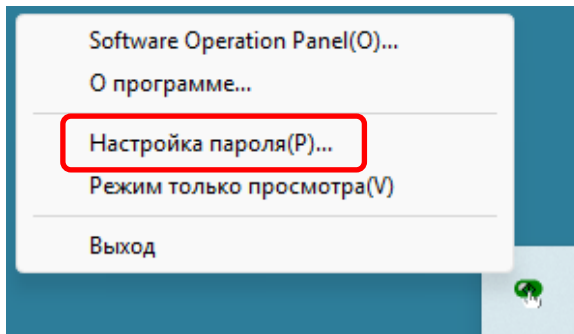 Software Operation Panel(O)...
О программе...
Настройка пароля(P)...
Режим только просмотра(V)
Выход